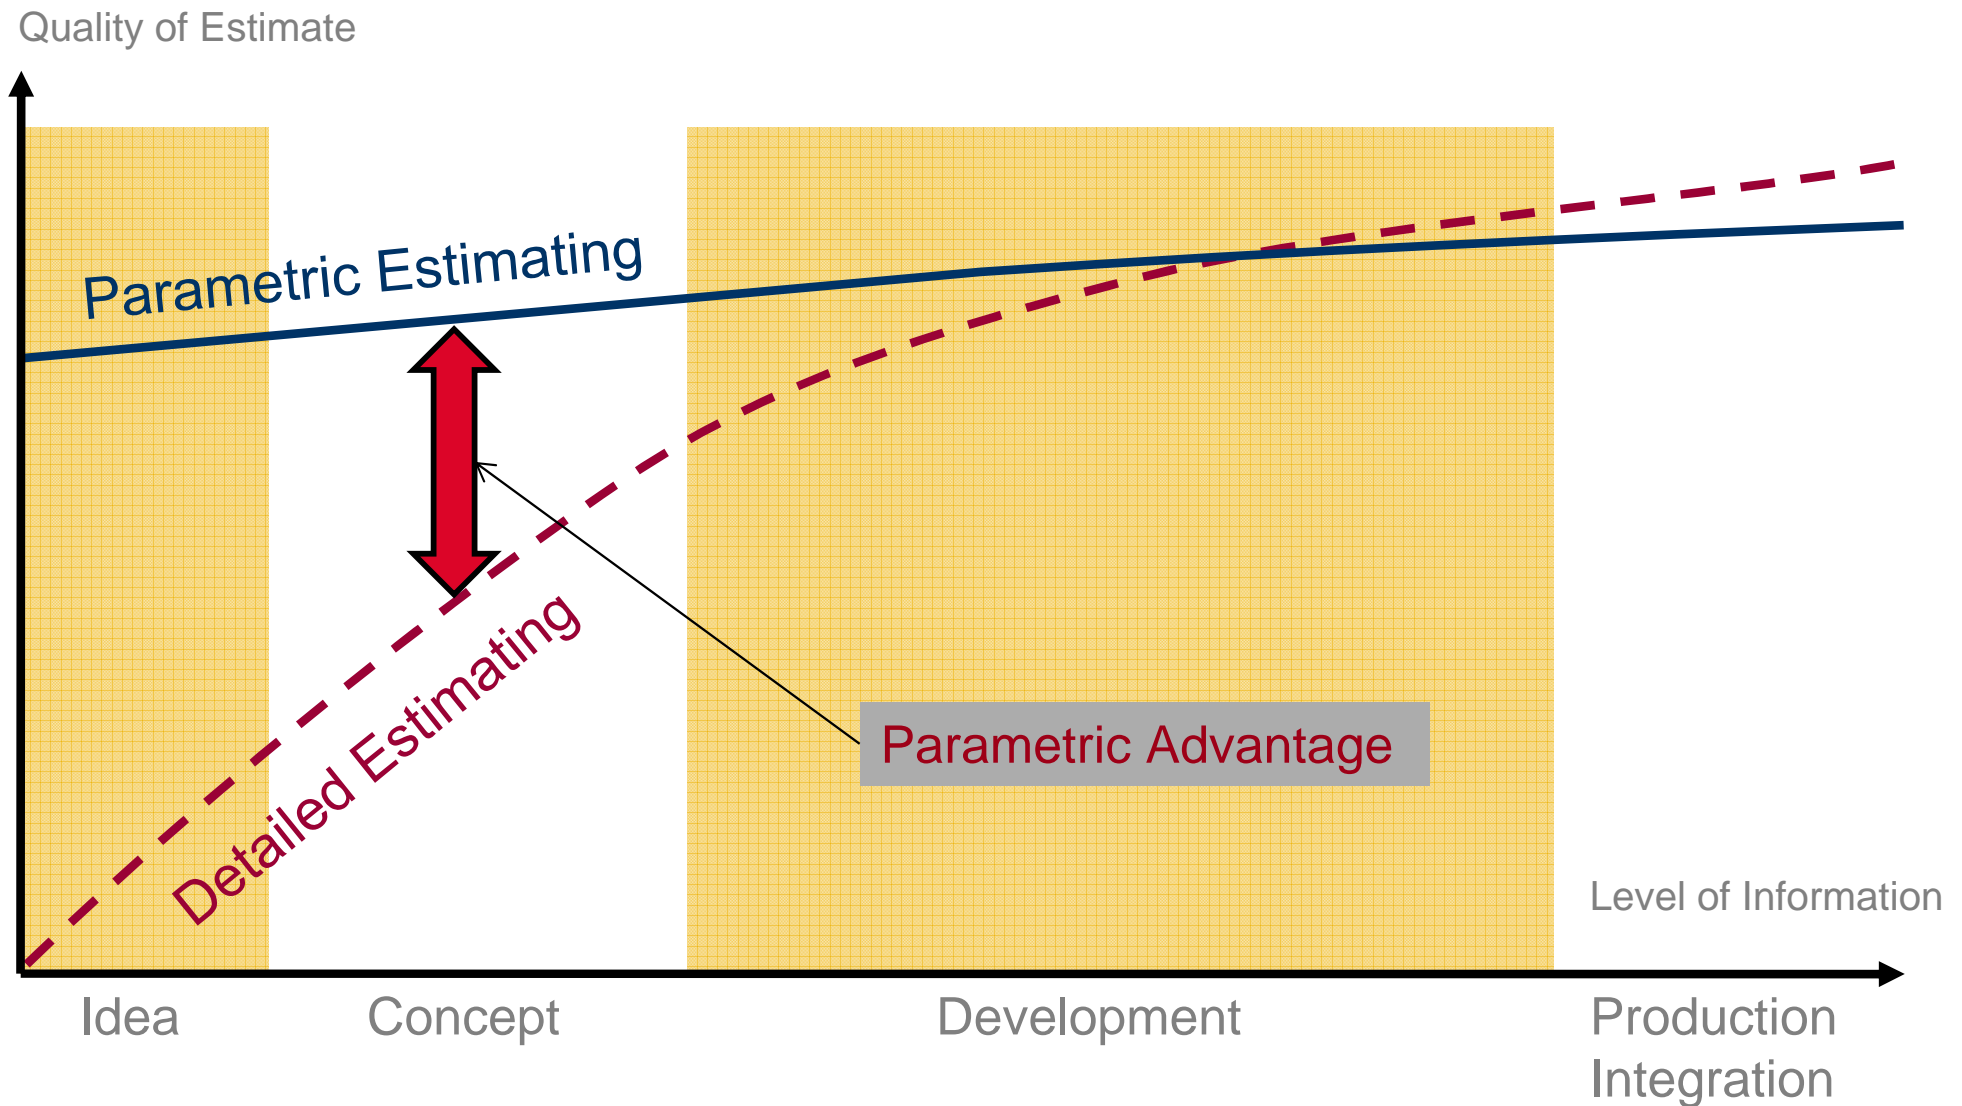 Quality of Estimate
Parametric Estimating
Detailed Estimating
Parametric Advantage
Level of Information
Idea
Concept
Development
Production
Integration